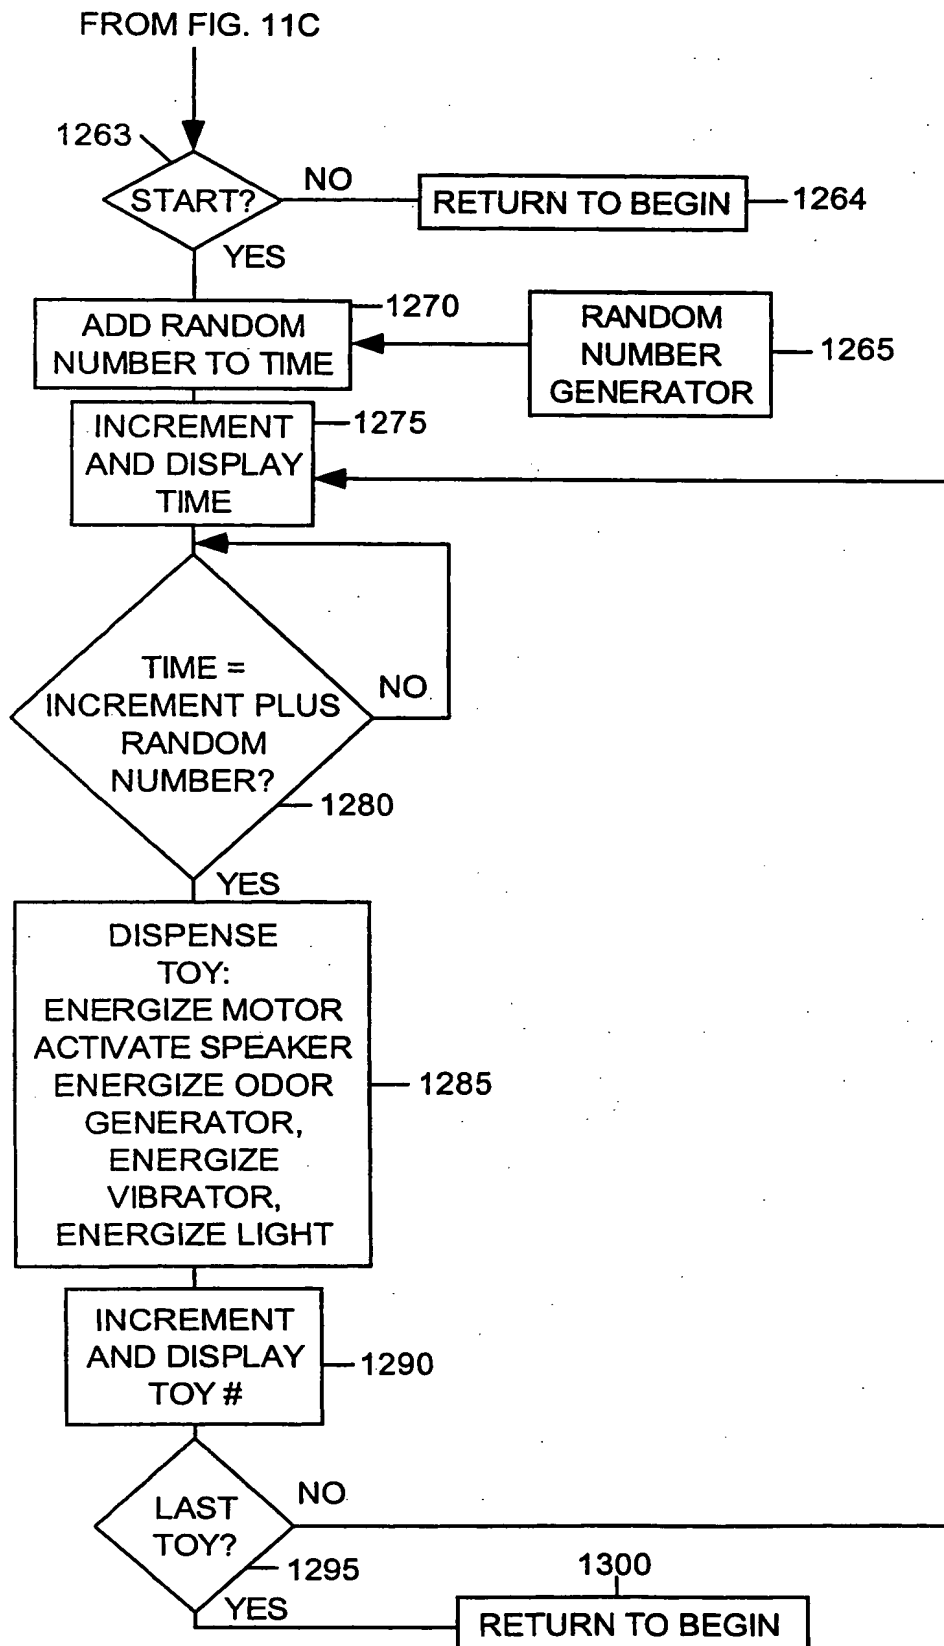 FROM FIG. 11C
1263
START?
NO
RETURN TO BEGIN
1264
YES
1270
ADD RANDOM
NUMBER TO TIME
RANDOM
NUMBER
GENERATOR
1265
INCREMENT
AND DISPLAY
TIME
1275
TIME =
INCREMENT PLUS
RANDOM
NUMBER?
NO
1280
YES
DISPENSE
TOY:
ENERGIZE MOTOR
ACTIVATE SPEAKER
ENERGIZE ODOR
GENERATOR,
ENERGIZE
VIBRATOR,
ENERGIZE LIGHT
1285
INCREMENT
AND DISPLAY
TOY #
1290
LAST
TOY?
NO
1295
YES
1300
RETURN TO BEGIN